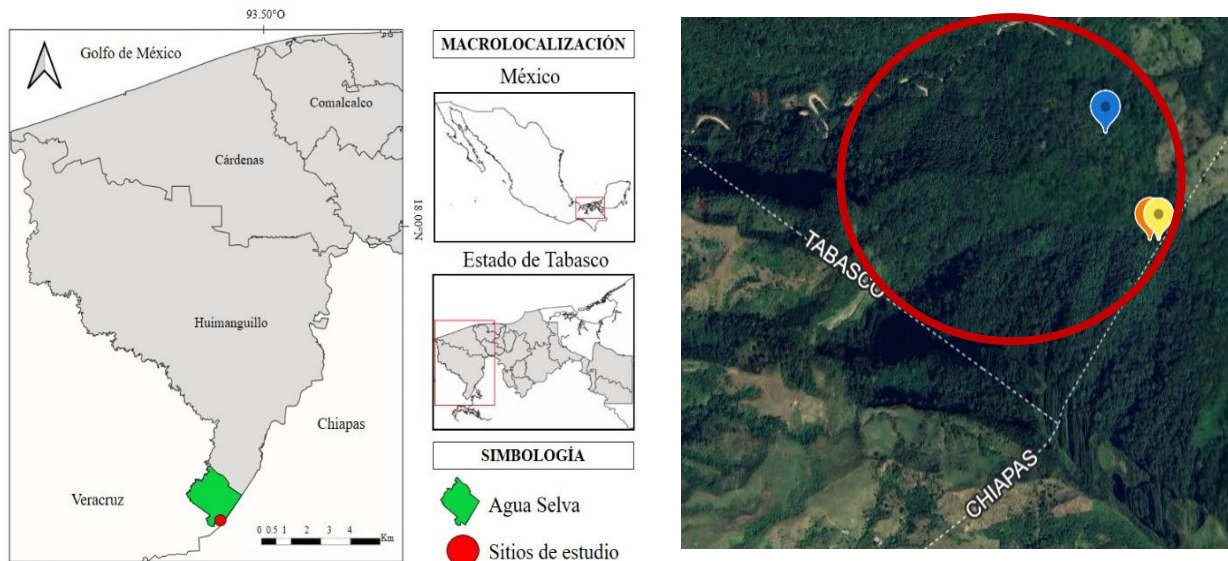 93.50°O
Golfo de México
Comalcalco
Cárdenas
18.00°N
Huimanguillo
Chiapas
Veracruz
0 0.5 1 2 3 4
Km
MACROLOCALIZACIÓN
México
Estado de Tabasco
SIMBOLOGÍA
Agua Selva
Sitios de estudio
TABASCO
CHIAPAS